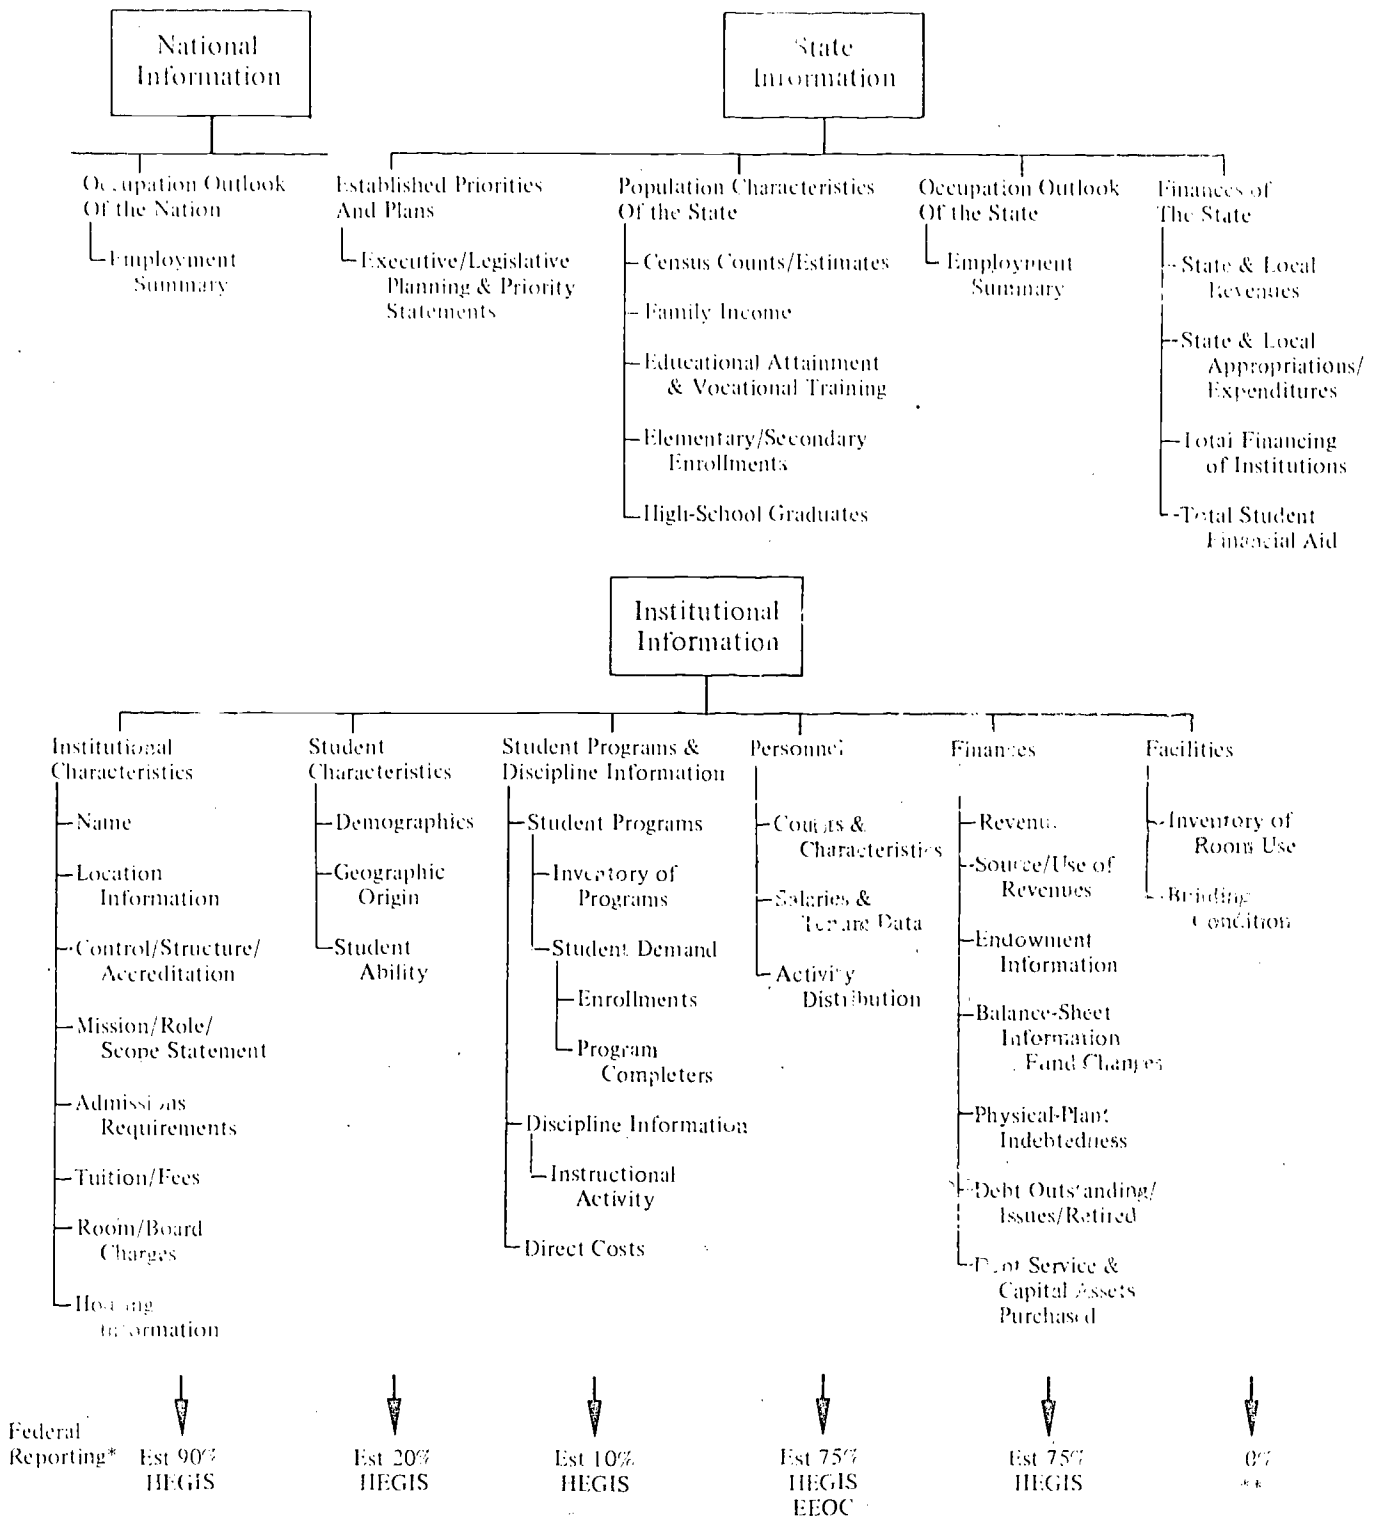 National
Information
State
Information
Occupation Outlook
Of the Nation
Employment
Summary
Established Priorities
And Plans
Executive/Legislative
Planning & Priority
Statements
Population Characteristics
Of the State
Census Counts/Estimates
Family Income
Educational Attainment
& Vocational Training
Elementary/Secondary
Enrollments
High-School Graduates
Occupation Outlook
Of the State
Employment
Summary
Finances of
The State
State & Local
Revenues
State & Local
Appropriations/
Expenditures
Total Financing
of Institutions
Total Student
Financial Aid
Institutional
Information
Institutional
Characteristics
Name
Location
Information
Control/Structure/
Accreditation
Mission/Role/
Scope Statement
Admissions
Requirements
Tuition/Fees
Room/Board
Charges
Housing
Information
Student
Characteristics
Demographics
Geographic
Origin
Student
Ability
Student Programs &
Discipline Information
Student Programs
Inventory of
Programs
Student Demand
Enrollments
Program
Completers
Discipline Information
Instructional
Activity
Direct Costs
Personnel
Counts &
Characteristics
Salaries &
Tenure Data
Activity
Distribution
Finances
Source/Use of
Revenues
Endowment
Information
Balance-Sheet
Information
Fund Changes
Physical-Plant
Indebtedness
Debt Outstanding/
Issues/Retired
Debt Service &
Capital Assets
Purchased
Facilities
Inventory of
Room Use
Building
Condition
Federal
Reporting*
Est 90%
HEGIS
Est 20%
HEGIS
Est 10%
HEGIS
Est 75%
HEGIS
EEOC
Est 75%
HEGIS
0%
**